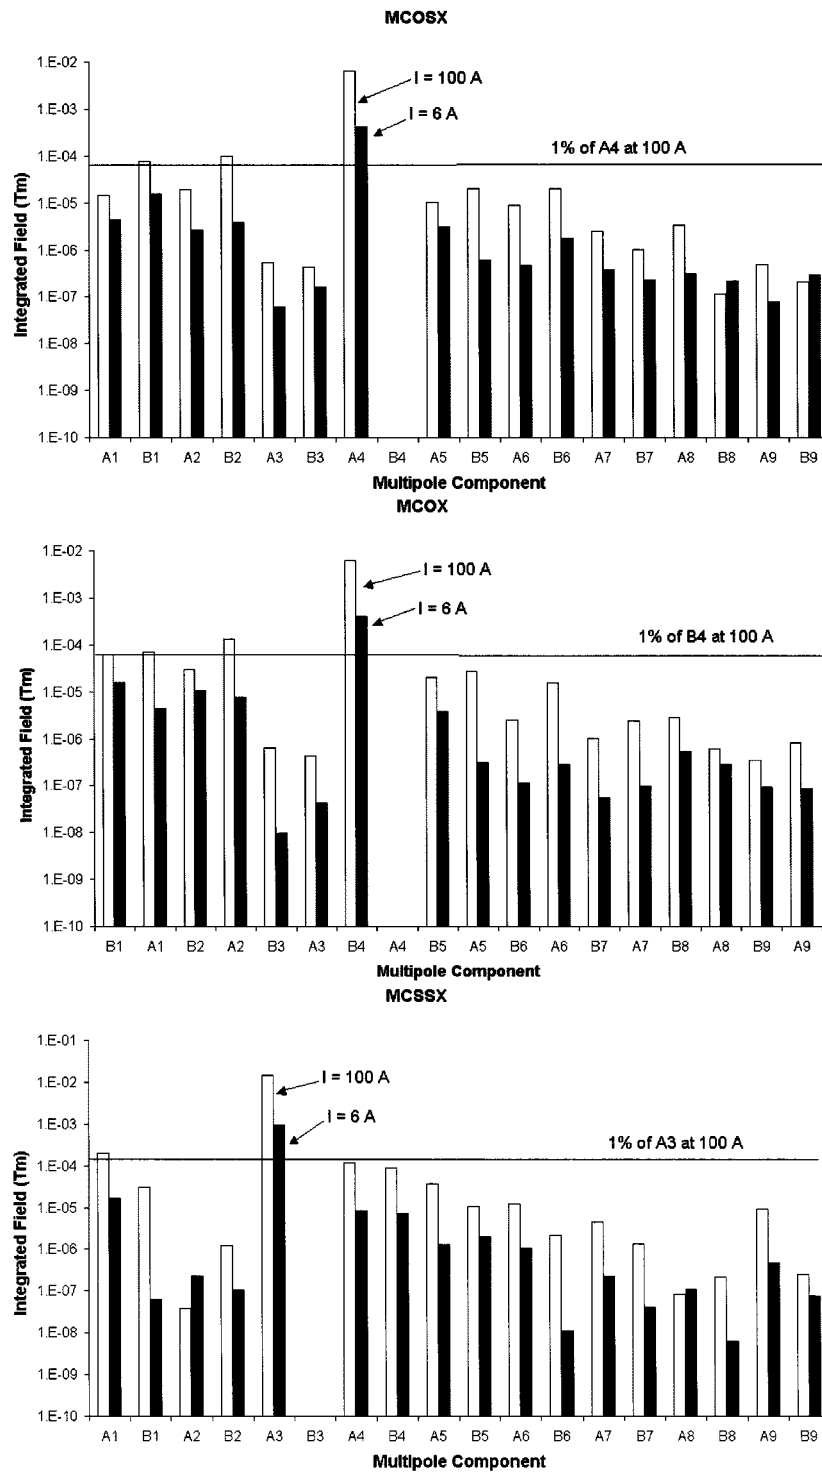 MCOSX
1.E-02
I = 100 A
1.E-03
I = 6 A
1.E-04
1% of A4 at 100 A
1.E-05
1.E-06
1.E-07
1.E-08
1.E-09
1.E-10
Integrated Field (Tm)
A1 B1 A2 B2 A3 B3 A4 B4 A5 B5 A6 B6 A7 B7 A8 B8 A9 B9
Multipole Component
MCOX
1.E-02
I = 100 A
1.E-03
I = 6 A
1.E-04
1% of B4 at 100 A
1.E-05
1.E-06
1.E-07
1.E-08
1.E-09
1.E-10
Integrated Field (Tm)
B1 A1 B2 A2 B3 A3 B4 A4 B5 A5 B6 A6 B7 A7 B8 A8 B9 A9
Multipole Component
MCSSX
1.E-01
1.E-02
I = 100 A
1.E-03
I = 6 A
1% of A3 at 100 A
1.E-04
1.E-05
1.E-06
1.E-07
1.E-08
1.E-09
1.E-10
Integrated Field (Tm)
A1 B1 A2 B2 A3 B3 A4 B4 A5 B5 A6 B6 A7 B7 A8 B8 A9 B9
Multipole Component